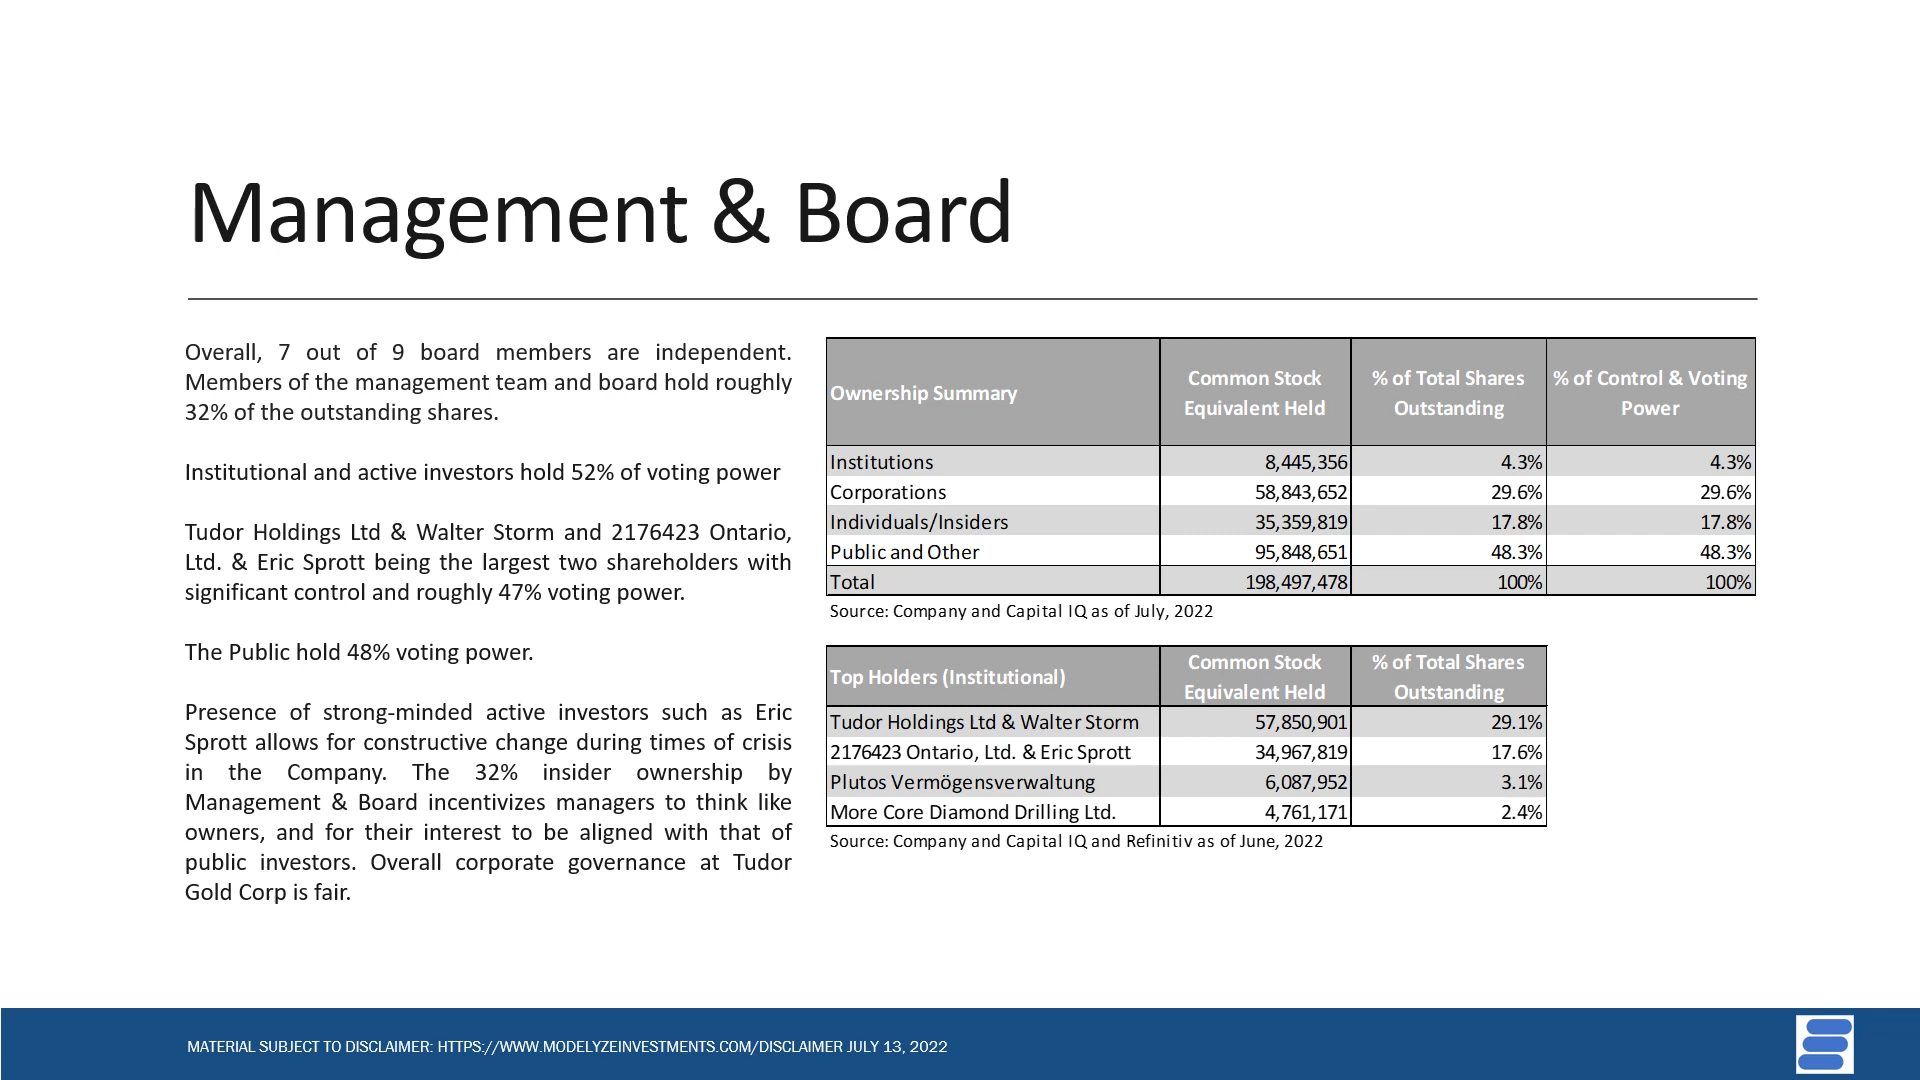 Management & Board
Overall, 7 out of 9 board members are independent.
Members of the management team and board hold roughly
32% of the outstanding shares.
Institutional and active investors hold 52% of voting power
Tudor Holdings Ltd & Walter Storm and 2176423 Ontario,
Ltd. & Eric Sprott being the largest two shareholders with
significant control and roughly 47% voting power.
The Public hold 48% voting power.
Presence of strong-minded active investors such as Eric
Sprott allows for constructive change during times of crisis
in the Company. The 32% insider ownership by
Management & Board incentivizes managers to think like
owners, and for their interest to be aligned with that of
public investors. Overall corporate governance at Tudor
Gold Corp is fair.
Ownership Summary | Common Stock Equivalent Held | % of Total Shares Outstanding | % of Control & Voting Power
Institutions 8,445,356 4.3% 4.3%
Corporations 58,843,652 29.6% 29.6%
Individuals/Insiders 35,359,819 17.8% 17.8%
Public and Other 95,848,651 48.3% 48.3%
Total 198,497,478 100% 100%
Source: Company and Capital IQ as of July, 2022
Top Holders (Institutional) | Common Stock Equivalent Held | % of Total Shares Outstanding
Tudor Holdings Ltd & Walter Storm 57,850,901 29.1%
2176423 Ontario, Ltd. & Eric Sprott 34,967,819 17.6%
Plutos Vermögensverwaltung 6,087,952 3.1%
More Core Diamond Drilling Ltd. 4,761,171 2.4%
Source: Company and Capital IQ and Refinitiv as of June, 2022
MATERIAL SUBJECT TO DISCLAIMER: HTTPS://WWW.MODELYZEINVESTMENTS.COM/DISCLAIMER JULY 13, 2022